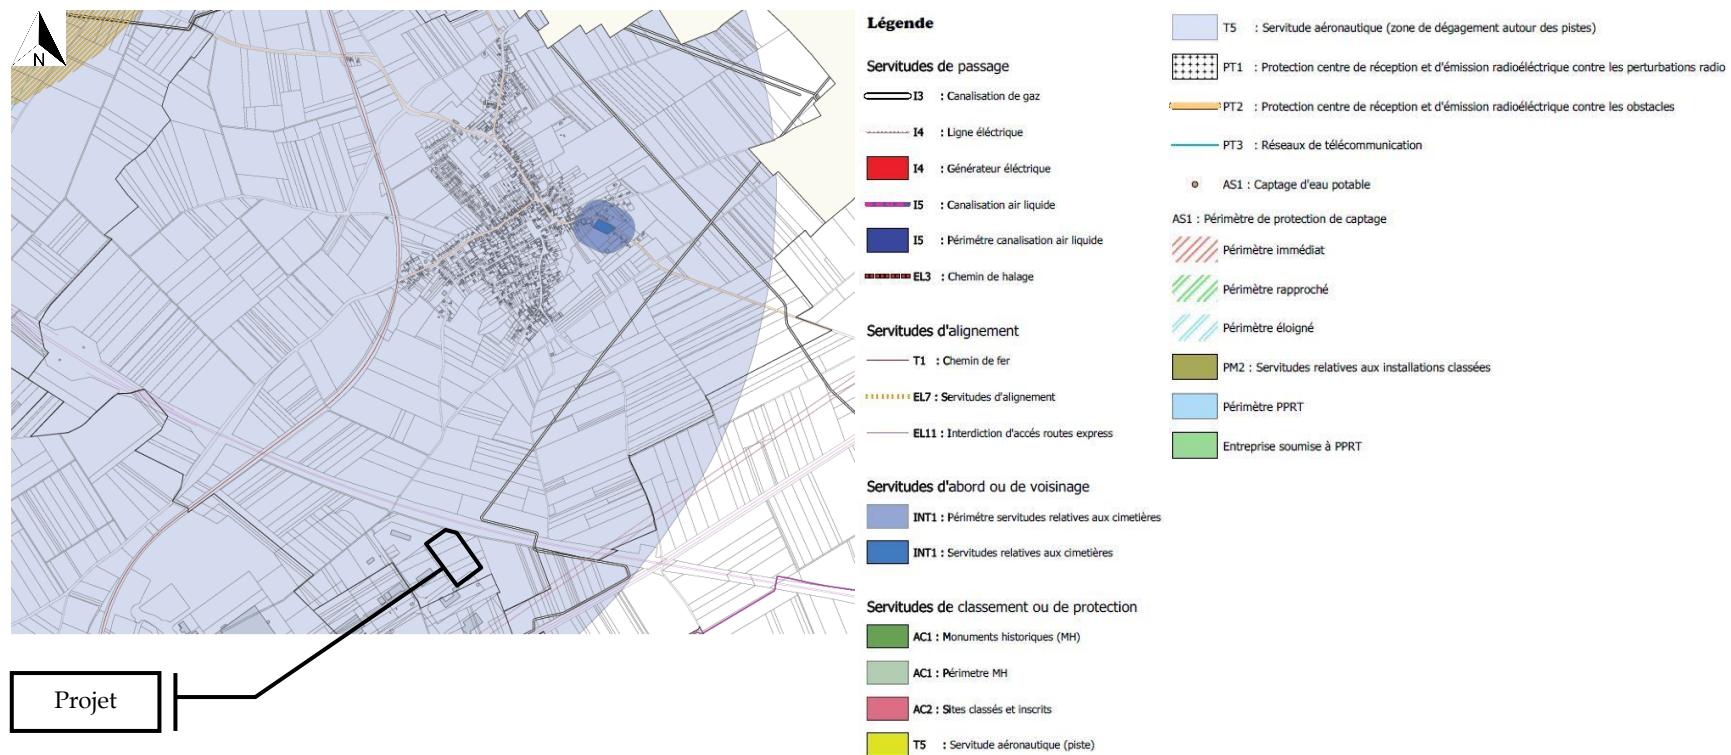 N
Projet
Légende
Servitudes de passage
I3 : Canalisation de gaz
I4 : Ligne éléctrique
I4 : Générateur éléctrique
I5 : Canalisation air liquide
I5 : Périmétre canalisation air liquide
EL3 : Chemin de halage
Servitudes d'alignement
T1 : Chemin de fer
EL7 : Servitudes d'alignement
EL11 : Interdiction d'accés routes express
Servitudes d'abord ou de voisinage
INT1 : Périmétre servitudes relatives aux cimetières
INT1 : Servitudes relatives aux cimetières
Servitudes de classement ou de protection
AC1 : Monuments historiques (MH)
AC1 : Périmetre MH
AC2 : Sites classés et inscrits
T5 : Servitude aéronautique (piste)
T5 : Servitude aéronautique (zone de dégagement autour des pistes)
PT1 : Protection centre de réception et d'émission radioéléctrique contre les perturbations radio
PT2 : Protection centre de réception et d'émission radioéléctrique contre les obstacles
PT3 : Réseaux de télécommunication
AS1 : Captage d'eau potable
AS1 : Périmètre de protection de captage
Périmètre immédiat
Périmètre rapproché
Périmètre éloigné
PM2 : Servitudes relatives aux installations classées
Périmètre PPRT
Entreprise soumise à PPRT